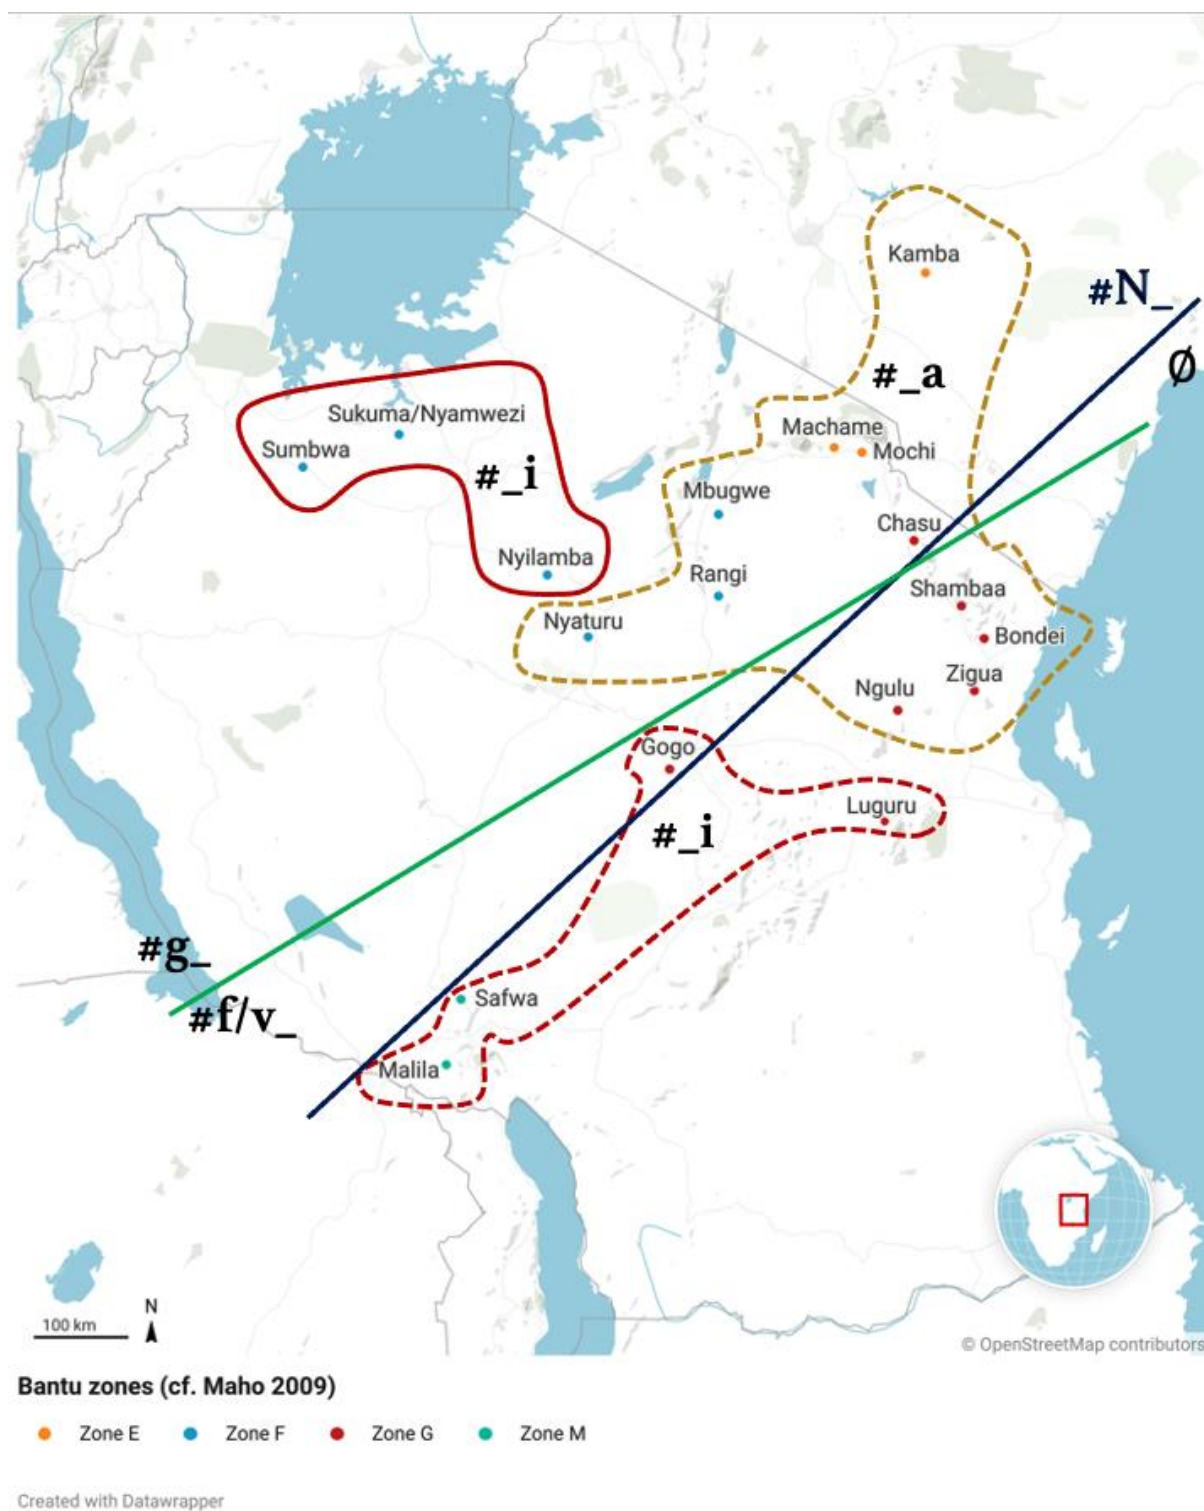 Kamba
#N_
Ø
#_a
Sukuma/Nyamwezi
Machame
Sumbwa
Mochi
#_i
Mbugwe
Chasu
Nyilamba
Rangi
Shambaa
Nyaturu
Bondei
Zigua
Ngulu
Gogo
Luguru
#_i
#g_
Safwa
#f/v_
Malila
N
100 km
© OpenStreetMap contributors
Bantu zones (cf. Maho 2009)
Zone E Zone F Zone G Zone M
Created with Datawrapper